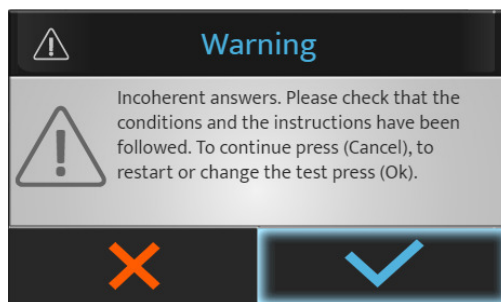 Warning
Incoherent answers. Please check that the
conditions and the instructions have been
followed. To continue press (Cancel), to
restart or change the test press (Ok).